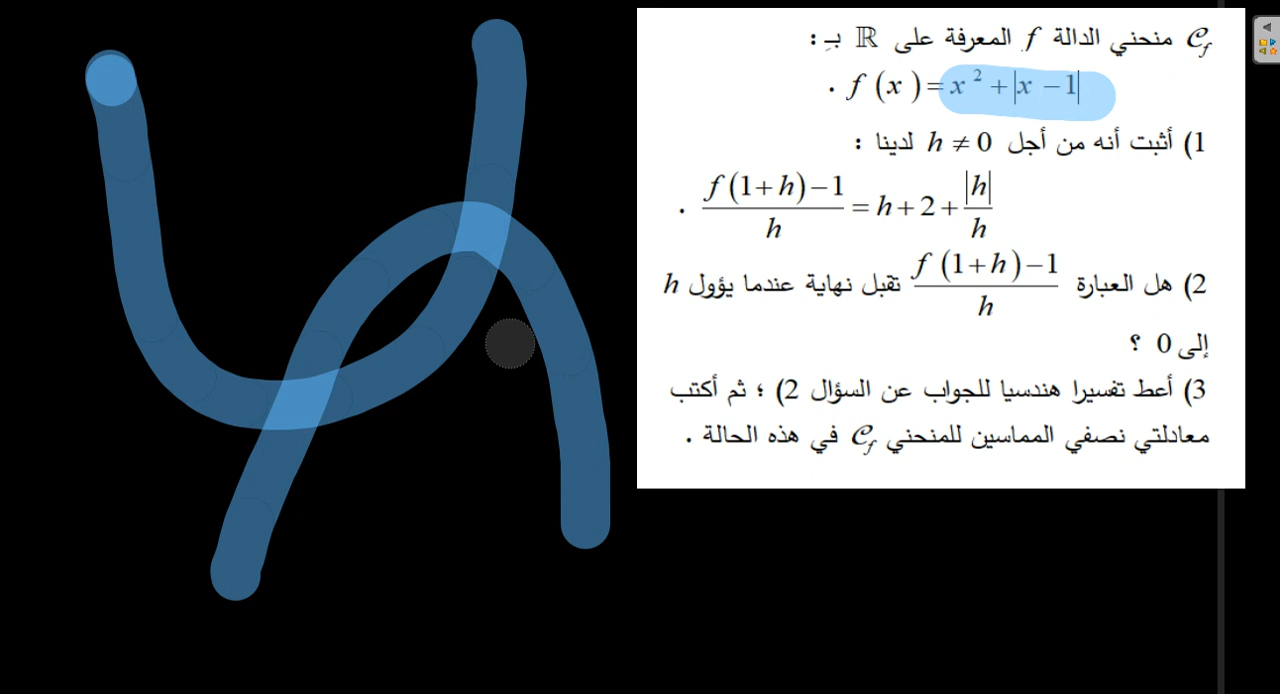 𝒞f منحني الدالة f المعرفة على ℝ بـِ :
f (x) = x² + |x − 1| .
1) أثبت أنه من أجل h ≠ 0 لدينا :
(f (1 + h) − 1)/h = h + 2 + |h|/h .
2) هل العبارة (f (1 + h) − 1)/h تقبل نهاية عندما يؤول h
إلى 0 ؟
3) أعط تفسيرا هندسيا للجواب عن السؤال 2) ؛ ثم أكتب
معادلتي نصفي المماسين للمنحني 𝒞f في هذه الحالة .